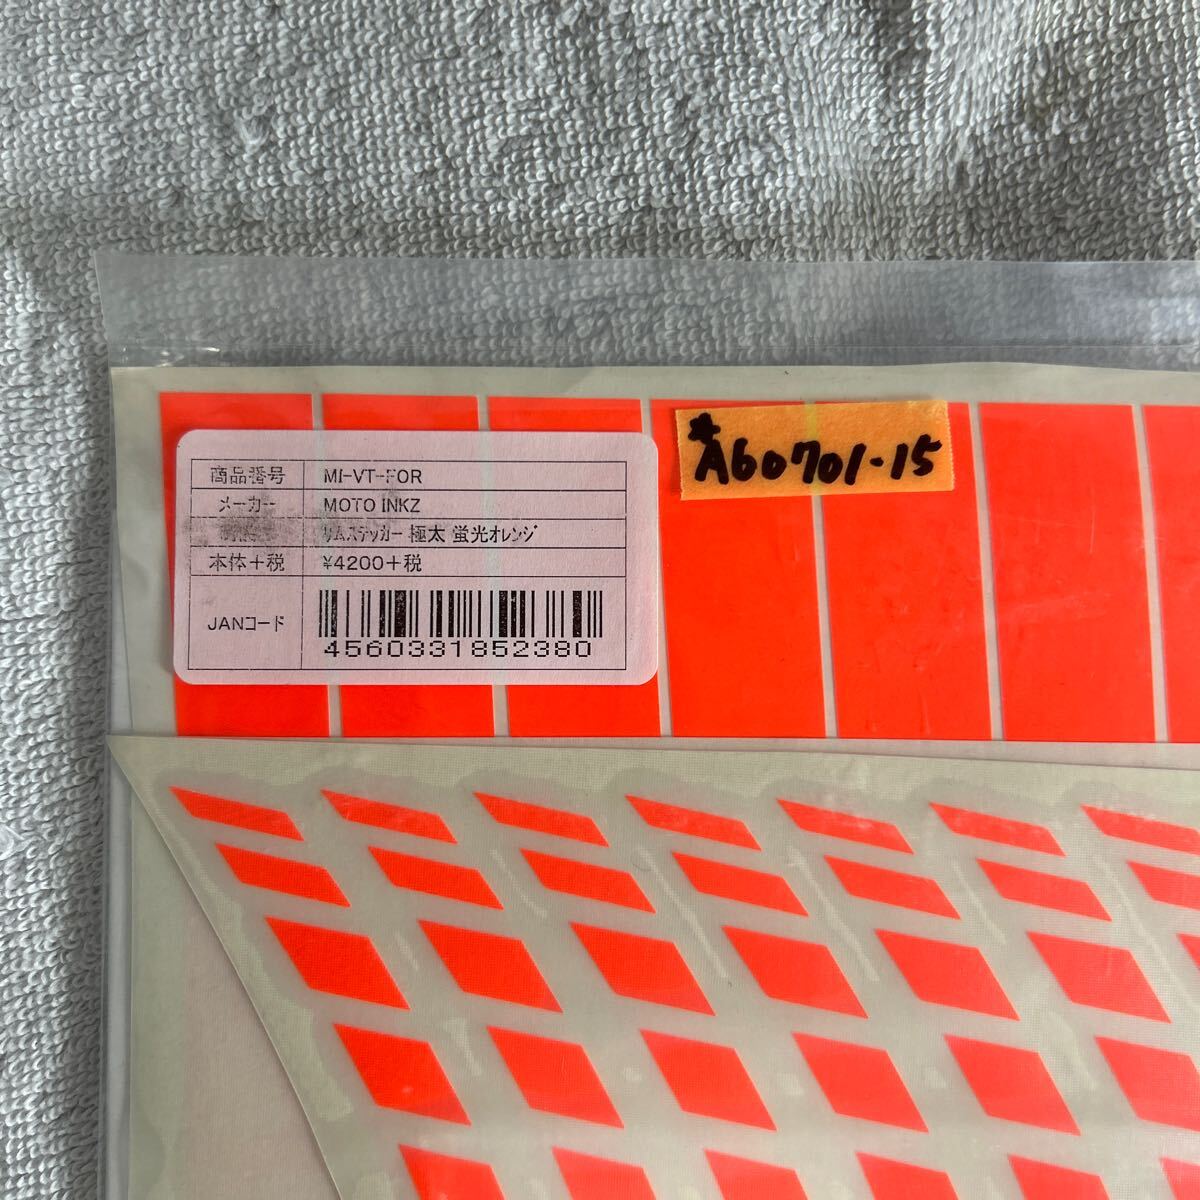 商品番号 MI-VT-FOR
メーカー MOTO INKZ
リムステッカー 極太 蛍光オレンジ
本体+税 ¥4200+税
JANコード
4560331852380
★A60701-15